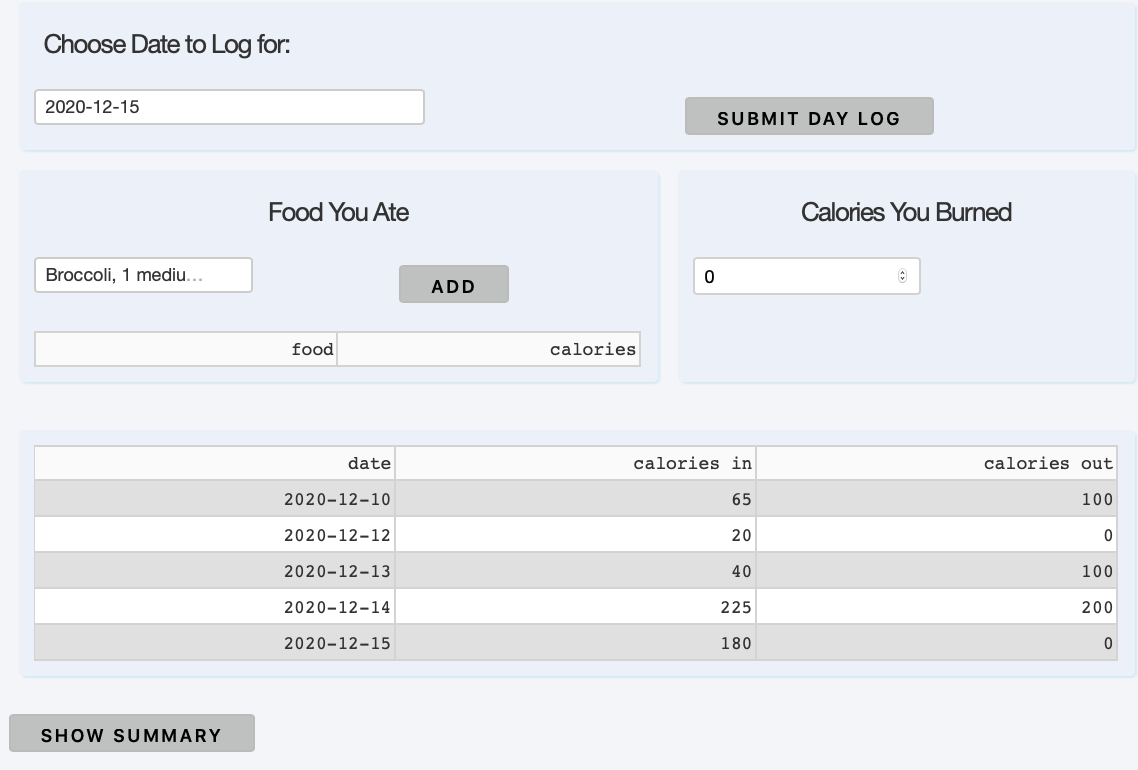 Choose Date to Log for:
2020-12-15
SUBMIT DAY LOG
Food You Ate
Broccoli, 1 mediu...
ADD
food calories
Calories You Burned
0
date calories in calories out
2020-12-10 65 100
2020-12-12 20 0
2020-12-13 40 100
2020-12-14 225 200
2020-12-15 180 0
SHOW SUMMARY